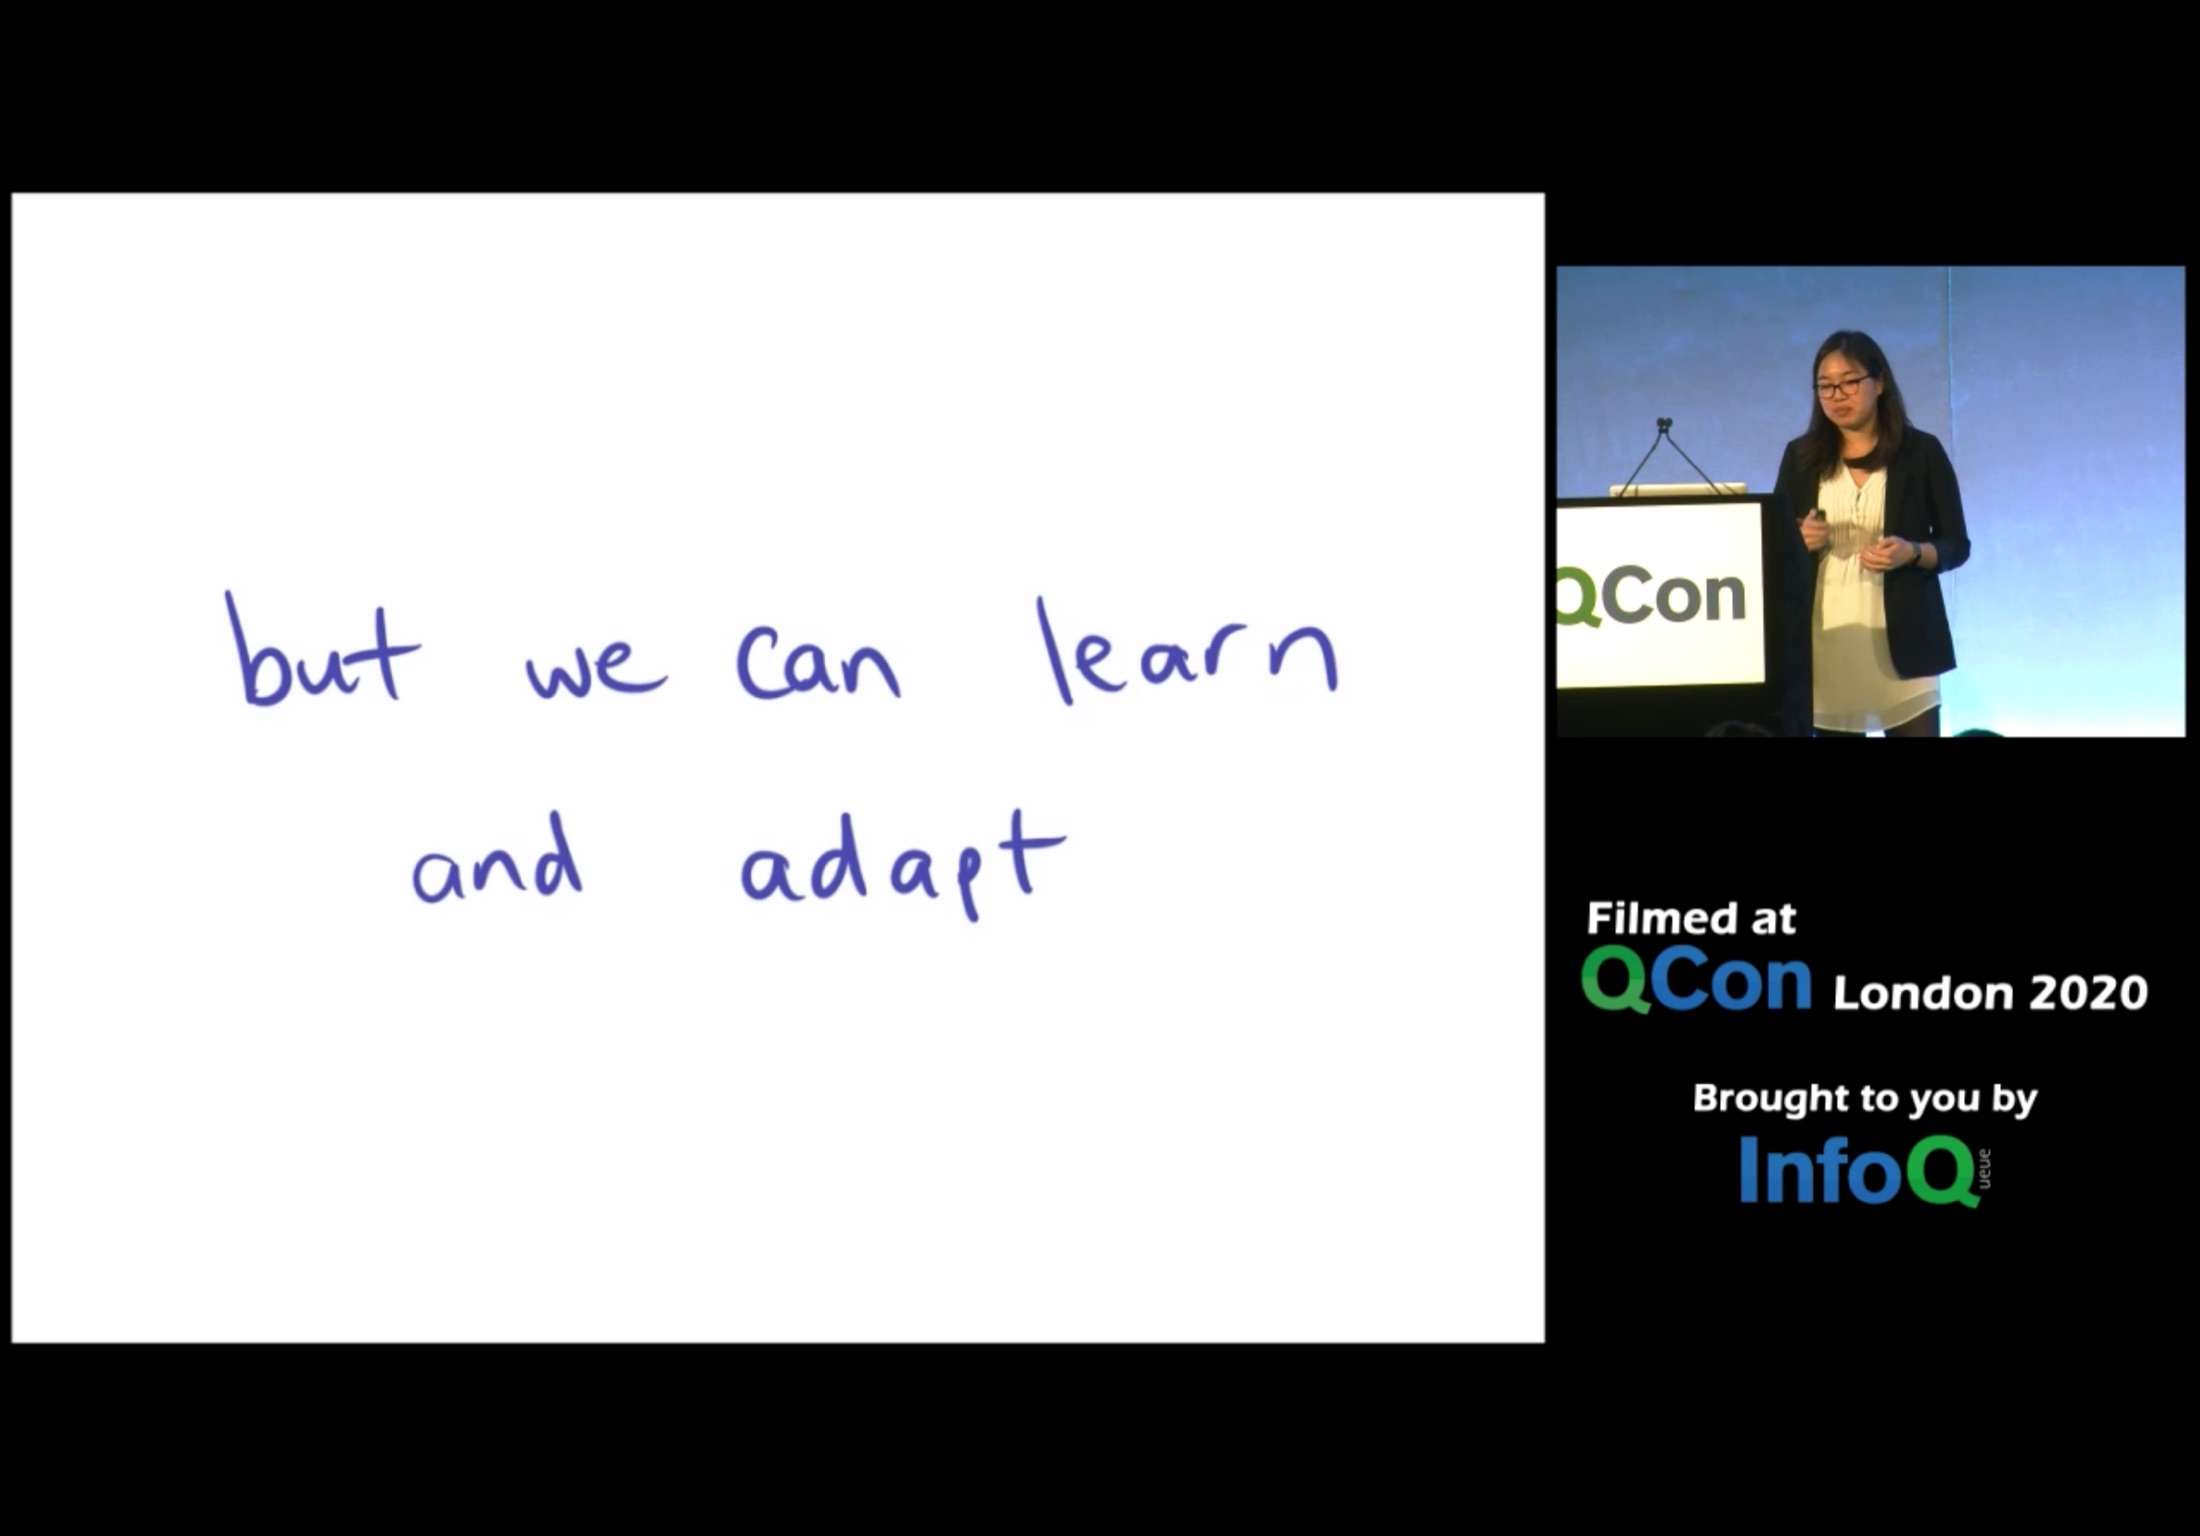 but we can learn
and adapt
QCon
Filmed at
QCon London 2020
Brought to you by
InfoQ
ueue